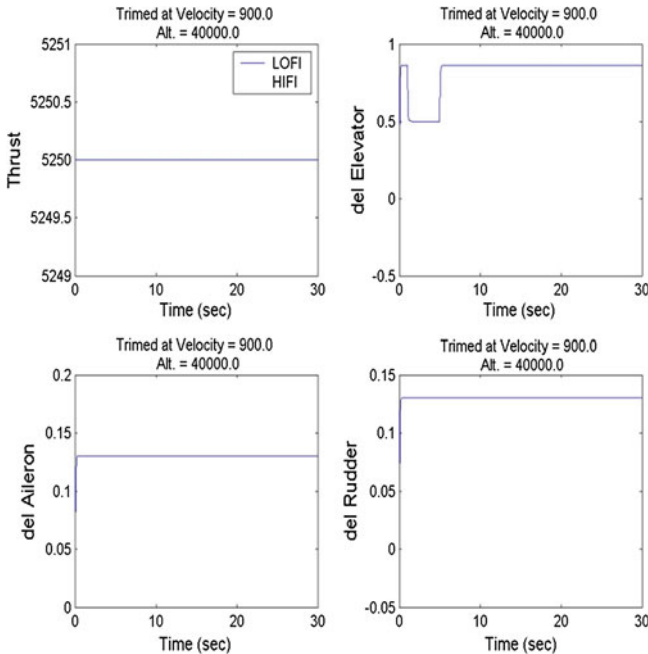 Trimed at Velocity = 900.0
Alt. = 40000.0
5251
5250.5
5250
5249.5
5249
Thrust
LOFI
HIFI
0 10 20 30
Time (sec)
Trimed at Velocity = 900.0
Alt. = 40000.0
1
0.5
0
-0.5
del Elevator
0 10 20 30
Time (sec)
Trimed at Velocity = 900.0
Alt. = 40000.0
0.2
0.15
0.1
0.05
0
del Aileron
0 10 20 30
Time (sec)
Trimed at Velocity = 900.0
Alt. = 40000.0
0.15
0.1
0.05
0
-0.05
del Rudder
0 10 20 30
Time (sec)